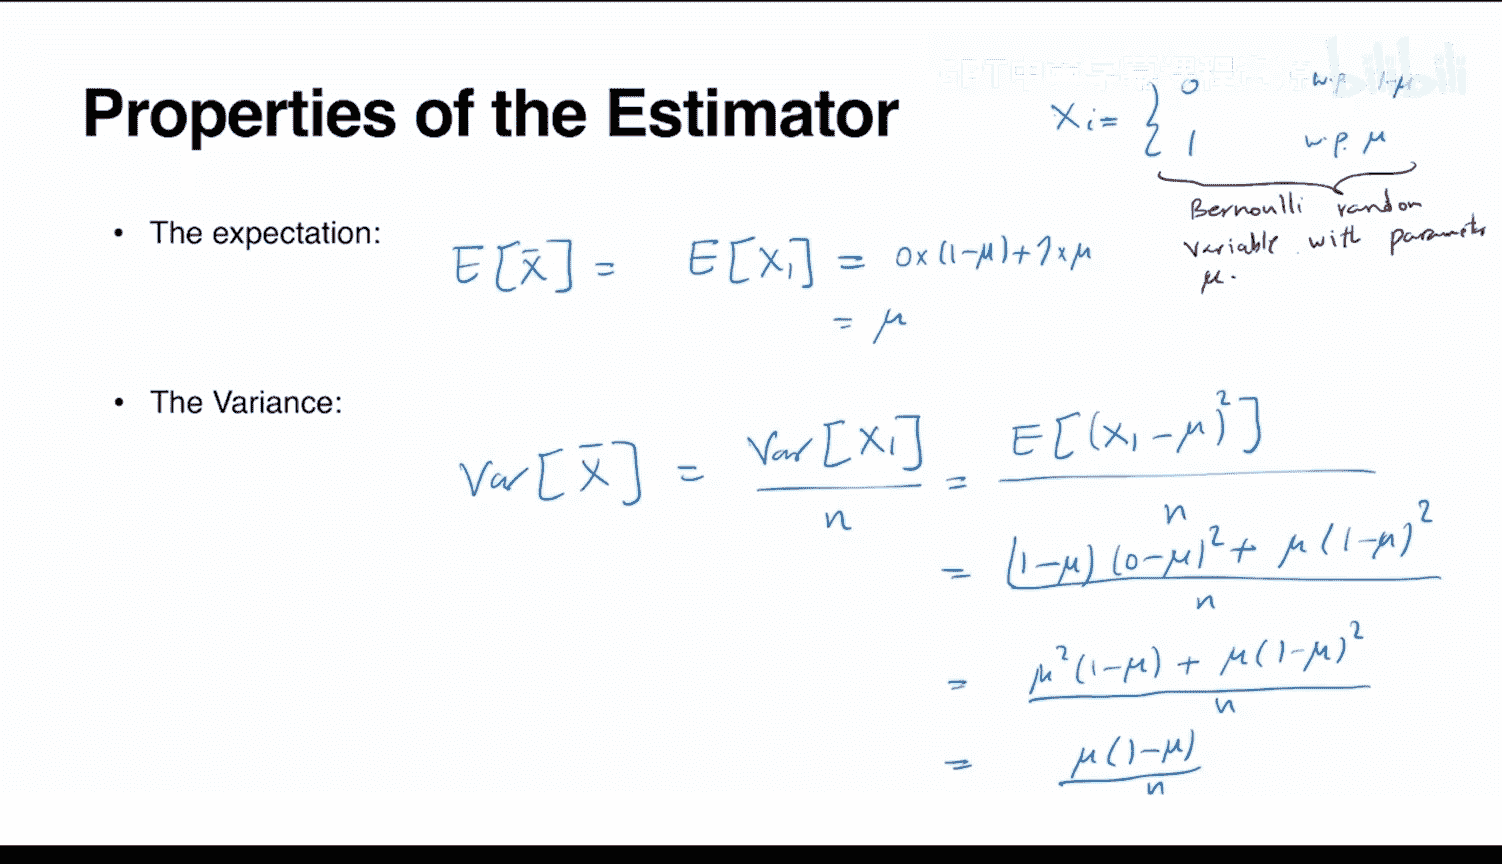 Properties of the Estimator
Xi = { 0 w.p. 1-μ
1 w.p. μ
Bernoulli random
variable with parameter
μ.
• The expectation:
E[X̄] = E[X₁] = 0×(1-μ)+1×μ
= μ
• The Variance:
Var[X̄] = Var[X₁]/n = E[(X₁-μ)²]/n
= (1-μ)(0-μ)²+ μ(1-μ)²/n
= μ²(1-μ) + μ(1-μ)²/n
= μ(1-μ)/n
bilibili